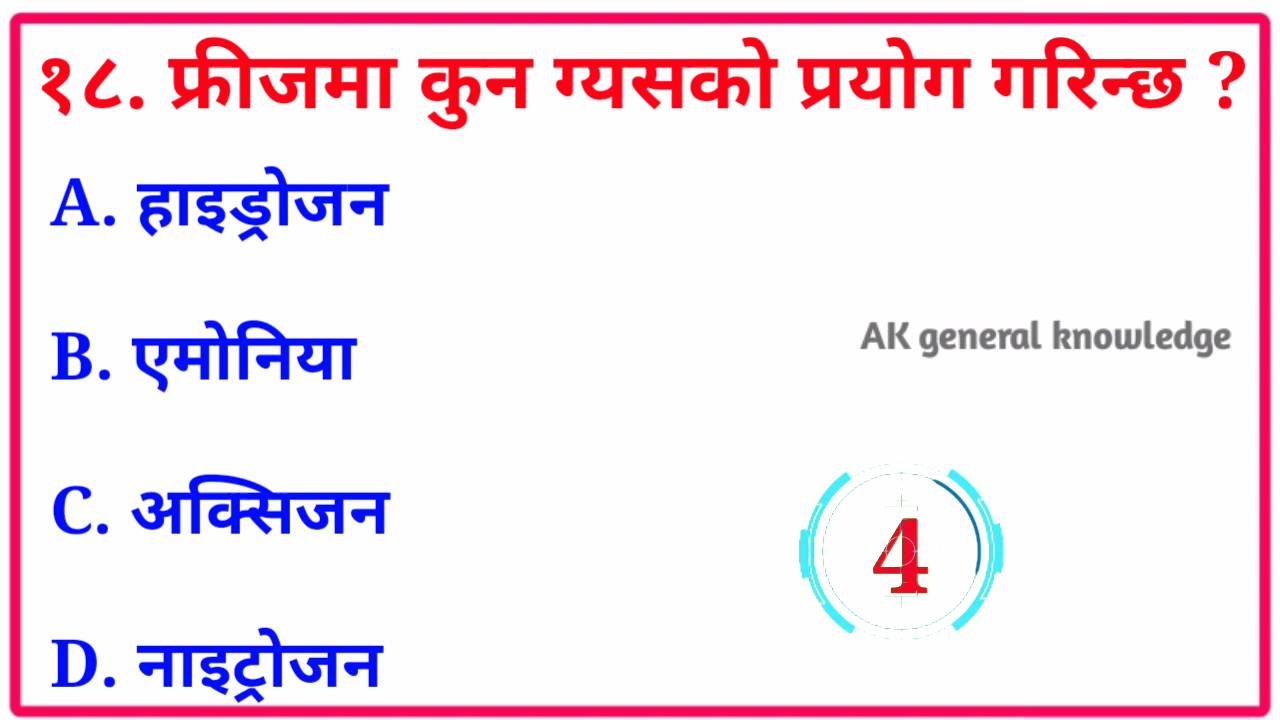 १८. फ्रीजमा कुन ग्यसको प्रयोग गरिन्छ ?
A. हाइड्रोजन
B. एमोनिया
AK general knowledge
C. अक्सिजन
4
D. नाइट्रोजन